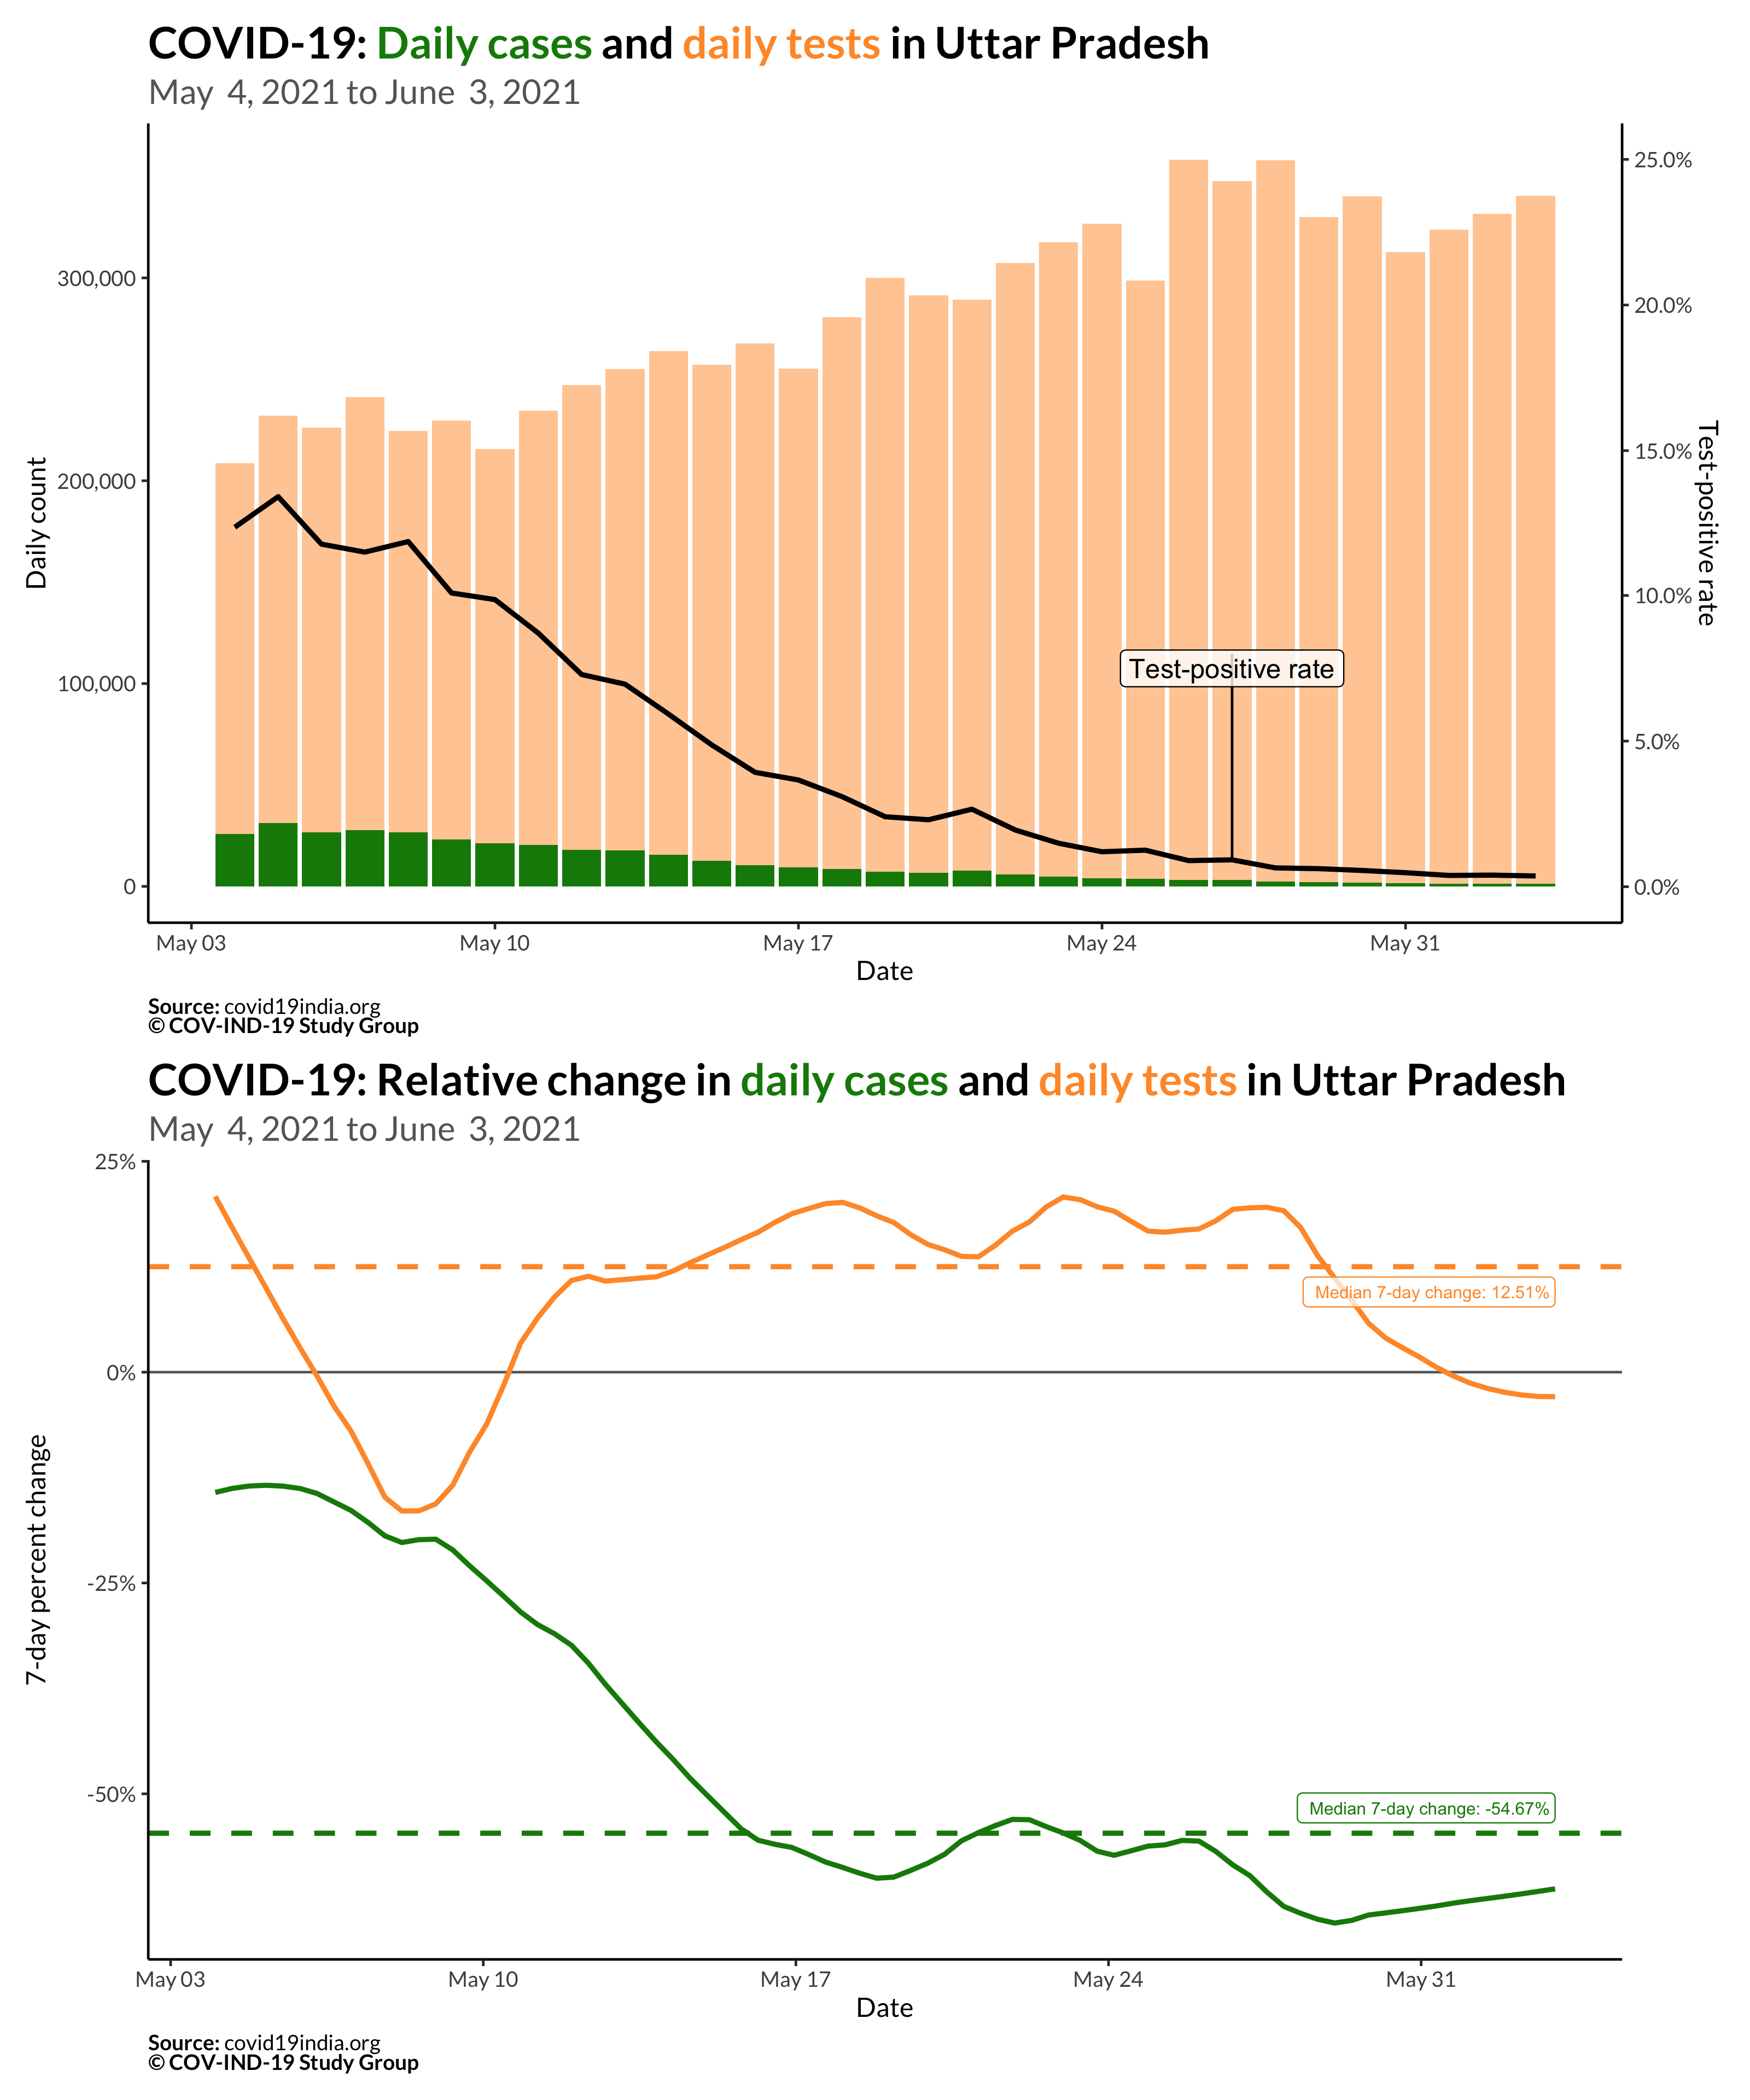 COVID-19: Daily cases and daily tests in Uttar Pradesh
May 4, 2021 to June 3, 2021
Daily count
300,000
200,000
100,000
0
25.0%
20.0%
15.0%
10.0%
5.0%
0.0%
Test-positive rate
Test-positive rate
May 03
May 10
May 17
May 24
May 31
Date
Source: covid19india.org
© COV-IND-19 Study Group
COVID-19: Relative change in daily cases and daily tests in Uttar Pradesh
May 4, 2021 to June 3, 2021
7-day percent change
25%
0%
-25%
-50%
Median 7-day change: 12.51%
Median 7-day change: -54.67%
May 03
May 10
May 17
May 24
May 31
Date
Source: covid19india.org
© COV-IND-19 Study Group